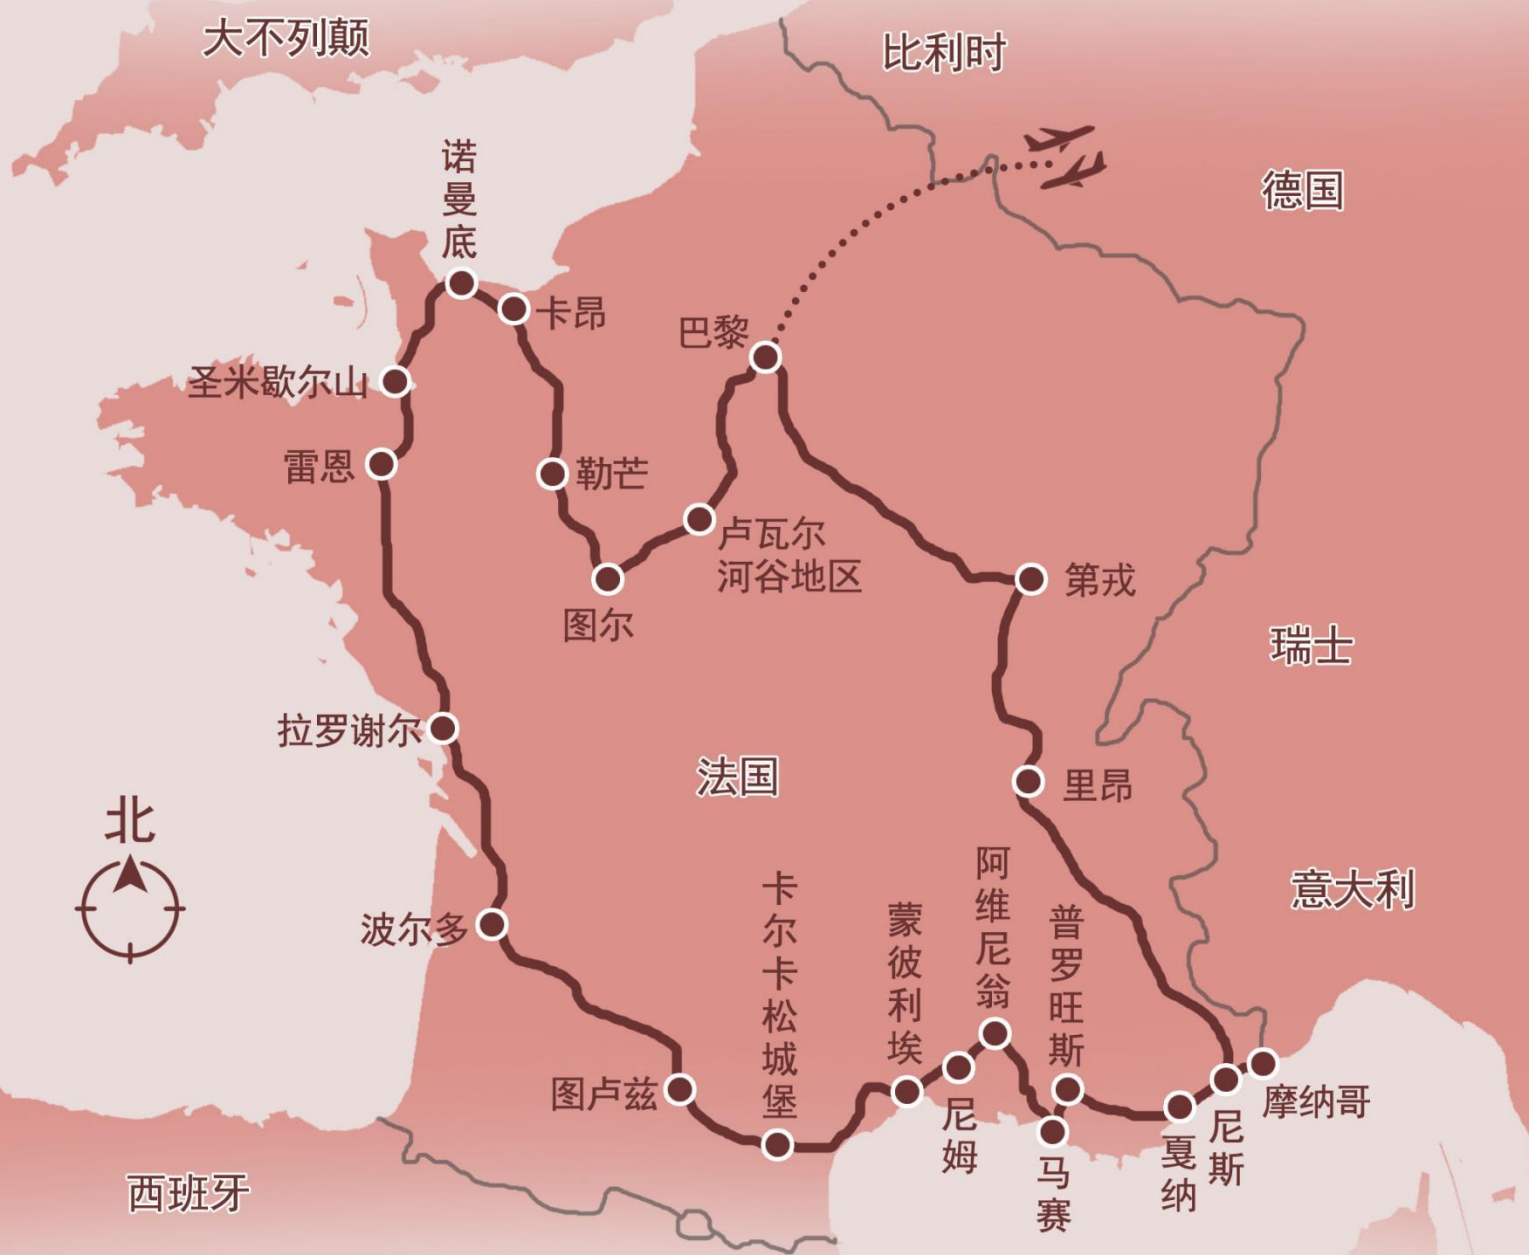 大不列颠
比利时
德国
诺曼底
卡昂
巴黎
圣米歇尔山
雷恩
勒芒
卢瓦尔
河谷地区
图尔
第戎
瑞士
拉罗谢尔
法国
里昂
北
意大利
波尔多
卡尔卡松城堡
蒙彼利埃
阿维尼翁
普罗旺斯
图卢兹
尼姆
马赛
戛纳
尼斯
摩纳哥
西班牙